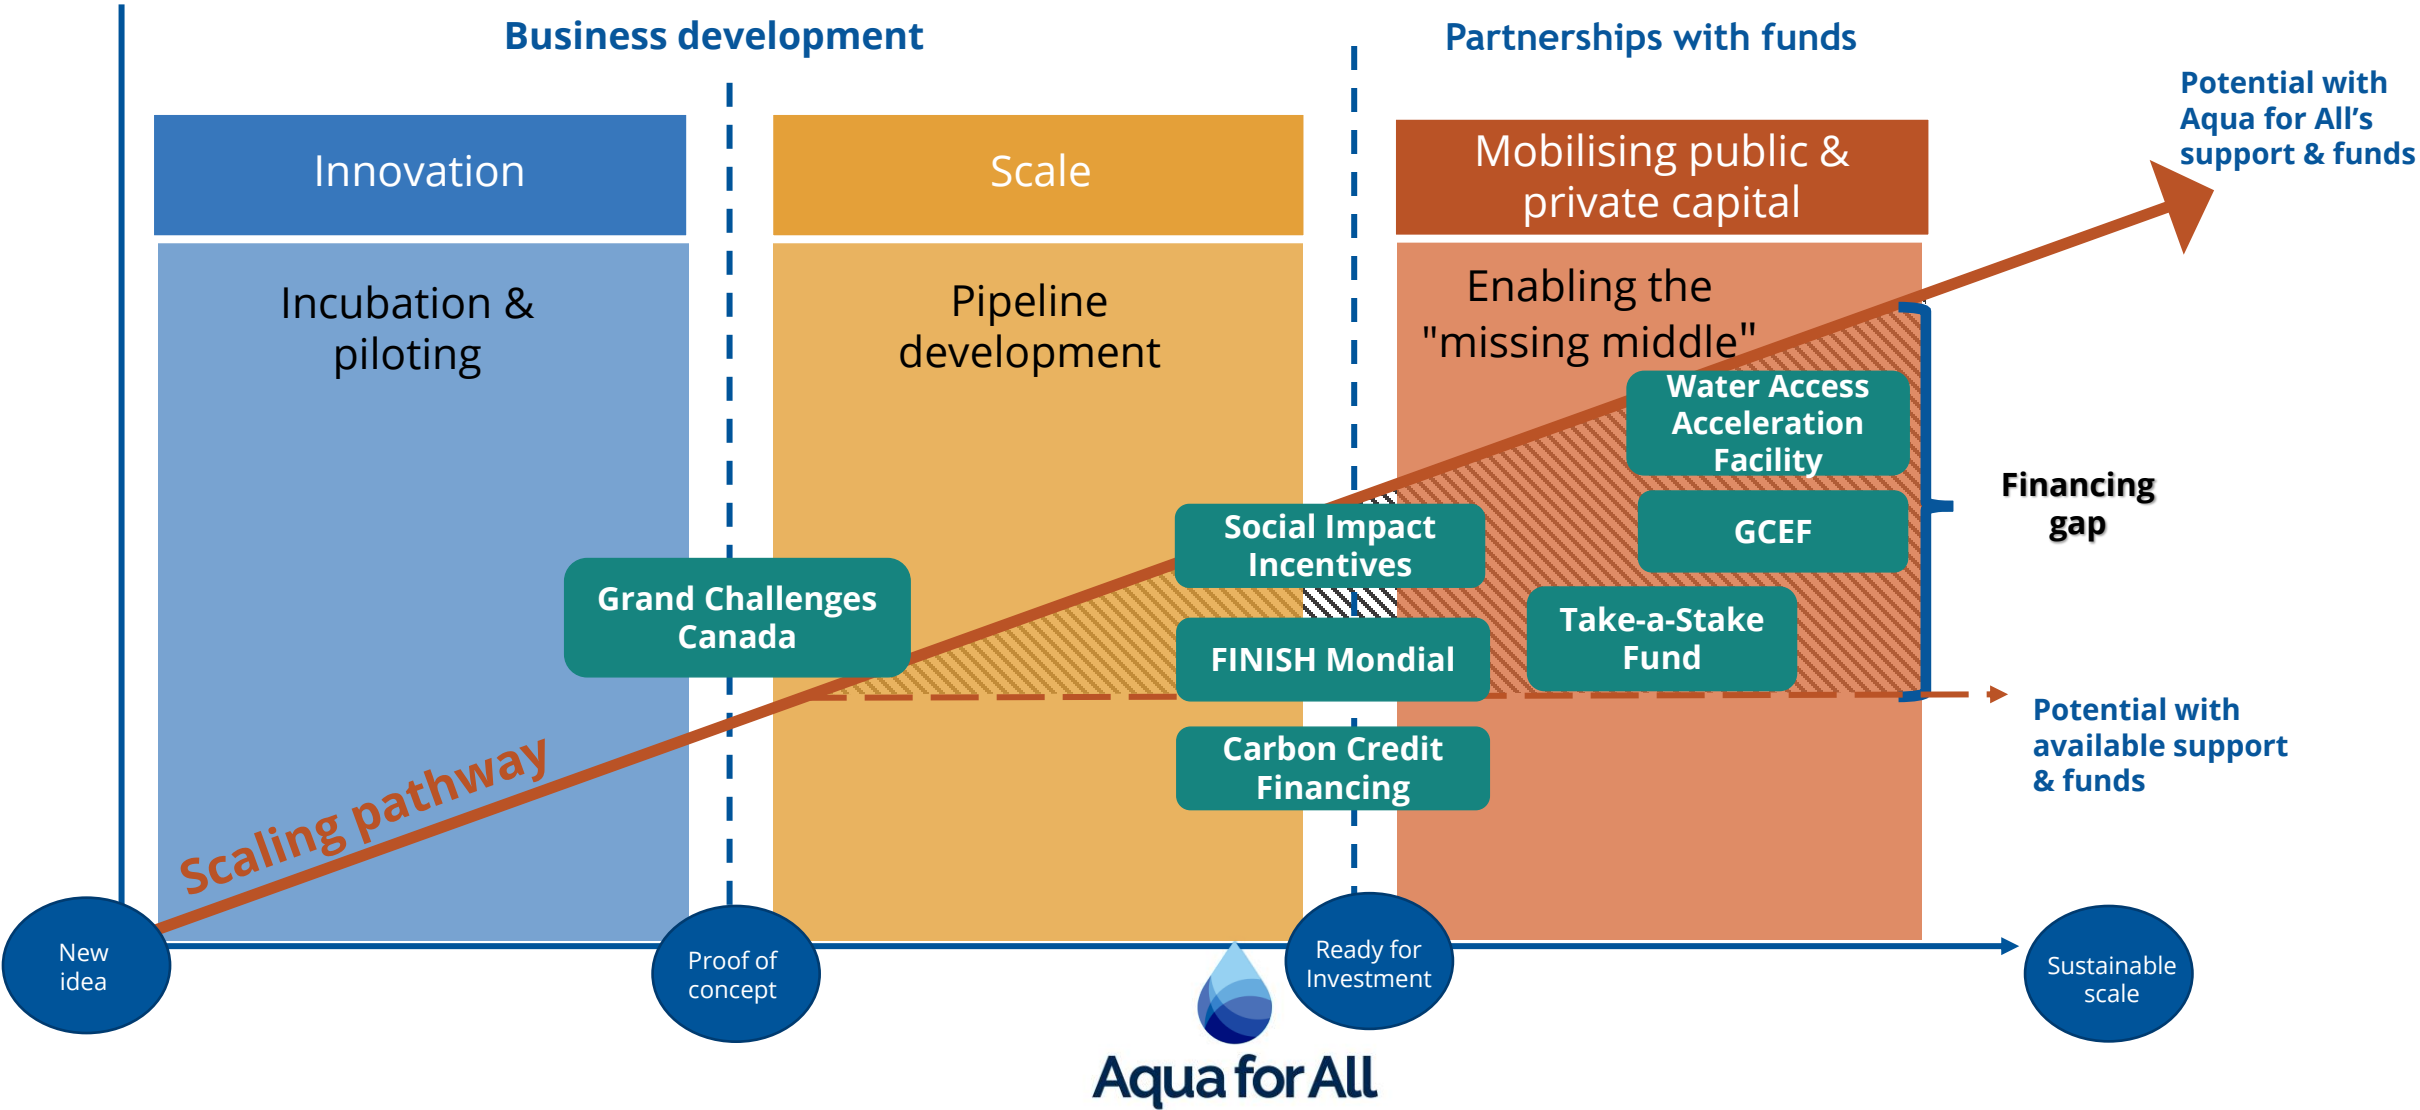 Business development
Partnerships with funds
Potential with
Aqua for All’s
support & funds
Innovation
Scale
Mobilising public &
private capital
Incubation &
piloting
Pipeline
development
Enabling the
"missing middle"
Water Access
Acceleration
Facility
GCEF
Financing
gap
Social Impact
Incentives
Grand Challenges
Canada
FINISH Mondial
Take-a-Stake
Fund
Carbon Credit
Financing
Potential with
available support
& funds
Scaling pathway
New
idea
Proof of
concept
Ready for
Investment
Sustainable
scale
Aqua for All